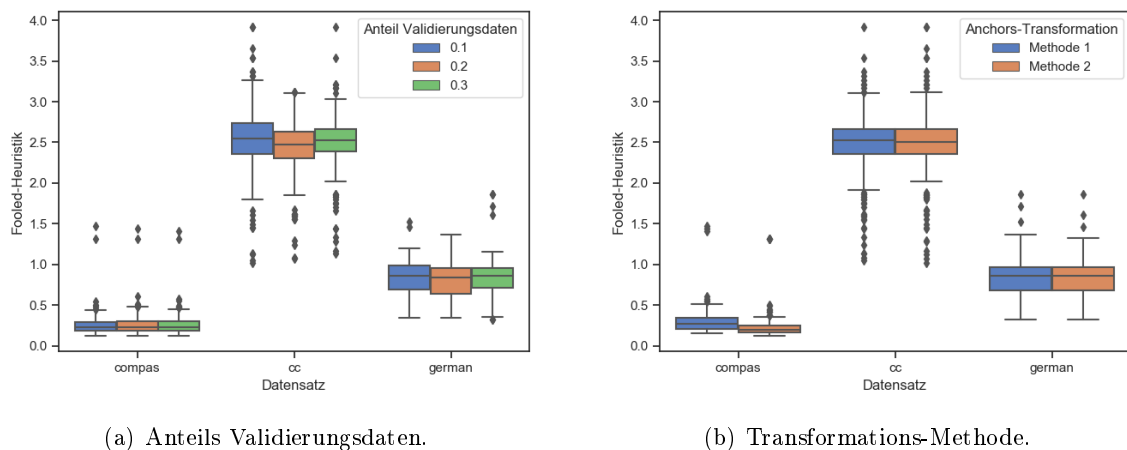 4.0
3.5
3.0
2.5
2.0
1.5
1.0
0.5
0.0
Fooled-Heuristik
Anteil Validierungsdaten
0.1
0.2
0.3
compas
cc
german
Datensatz
(a) Anteils Validierungsdaten.
4.0
3.5
3.0
2.5
2.0
1.5
1.0
0.5
0.0
Fooled-Heuristik
Anchors-Transformation
Methode 1
Methode 2
compas
cc
german
Datensatz
(b) Transformations-Methode.